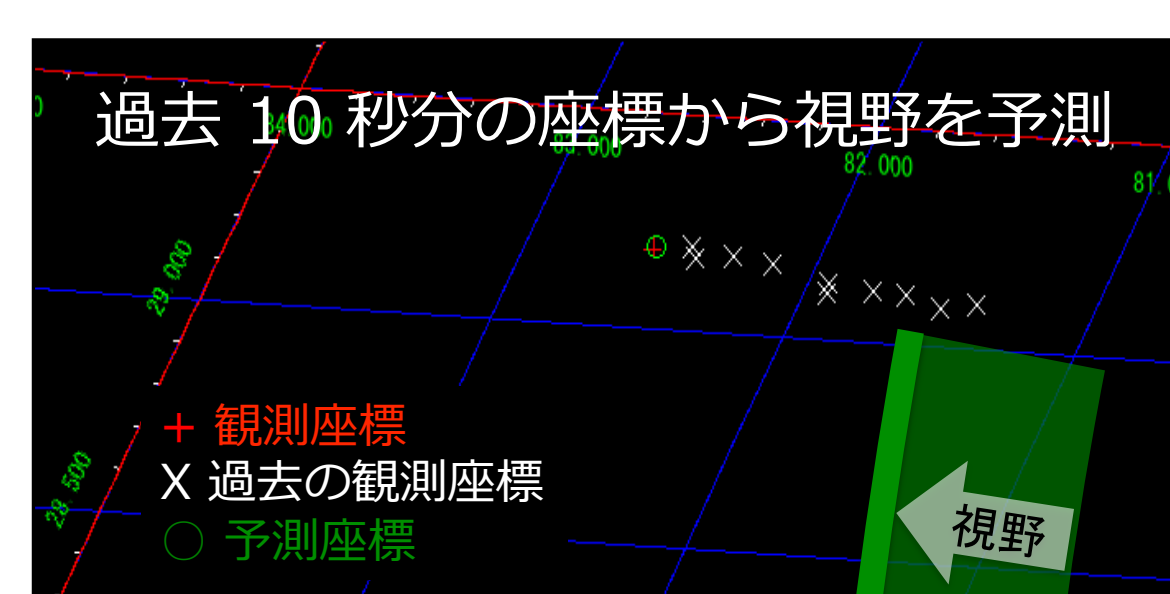 過去 10 秒分の座標から視野を予測
84.000
83.000
82.000
29.000
28.500
+ 観測座標
X 過去の観測座標
○ 予測座標
視野